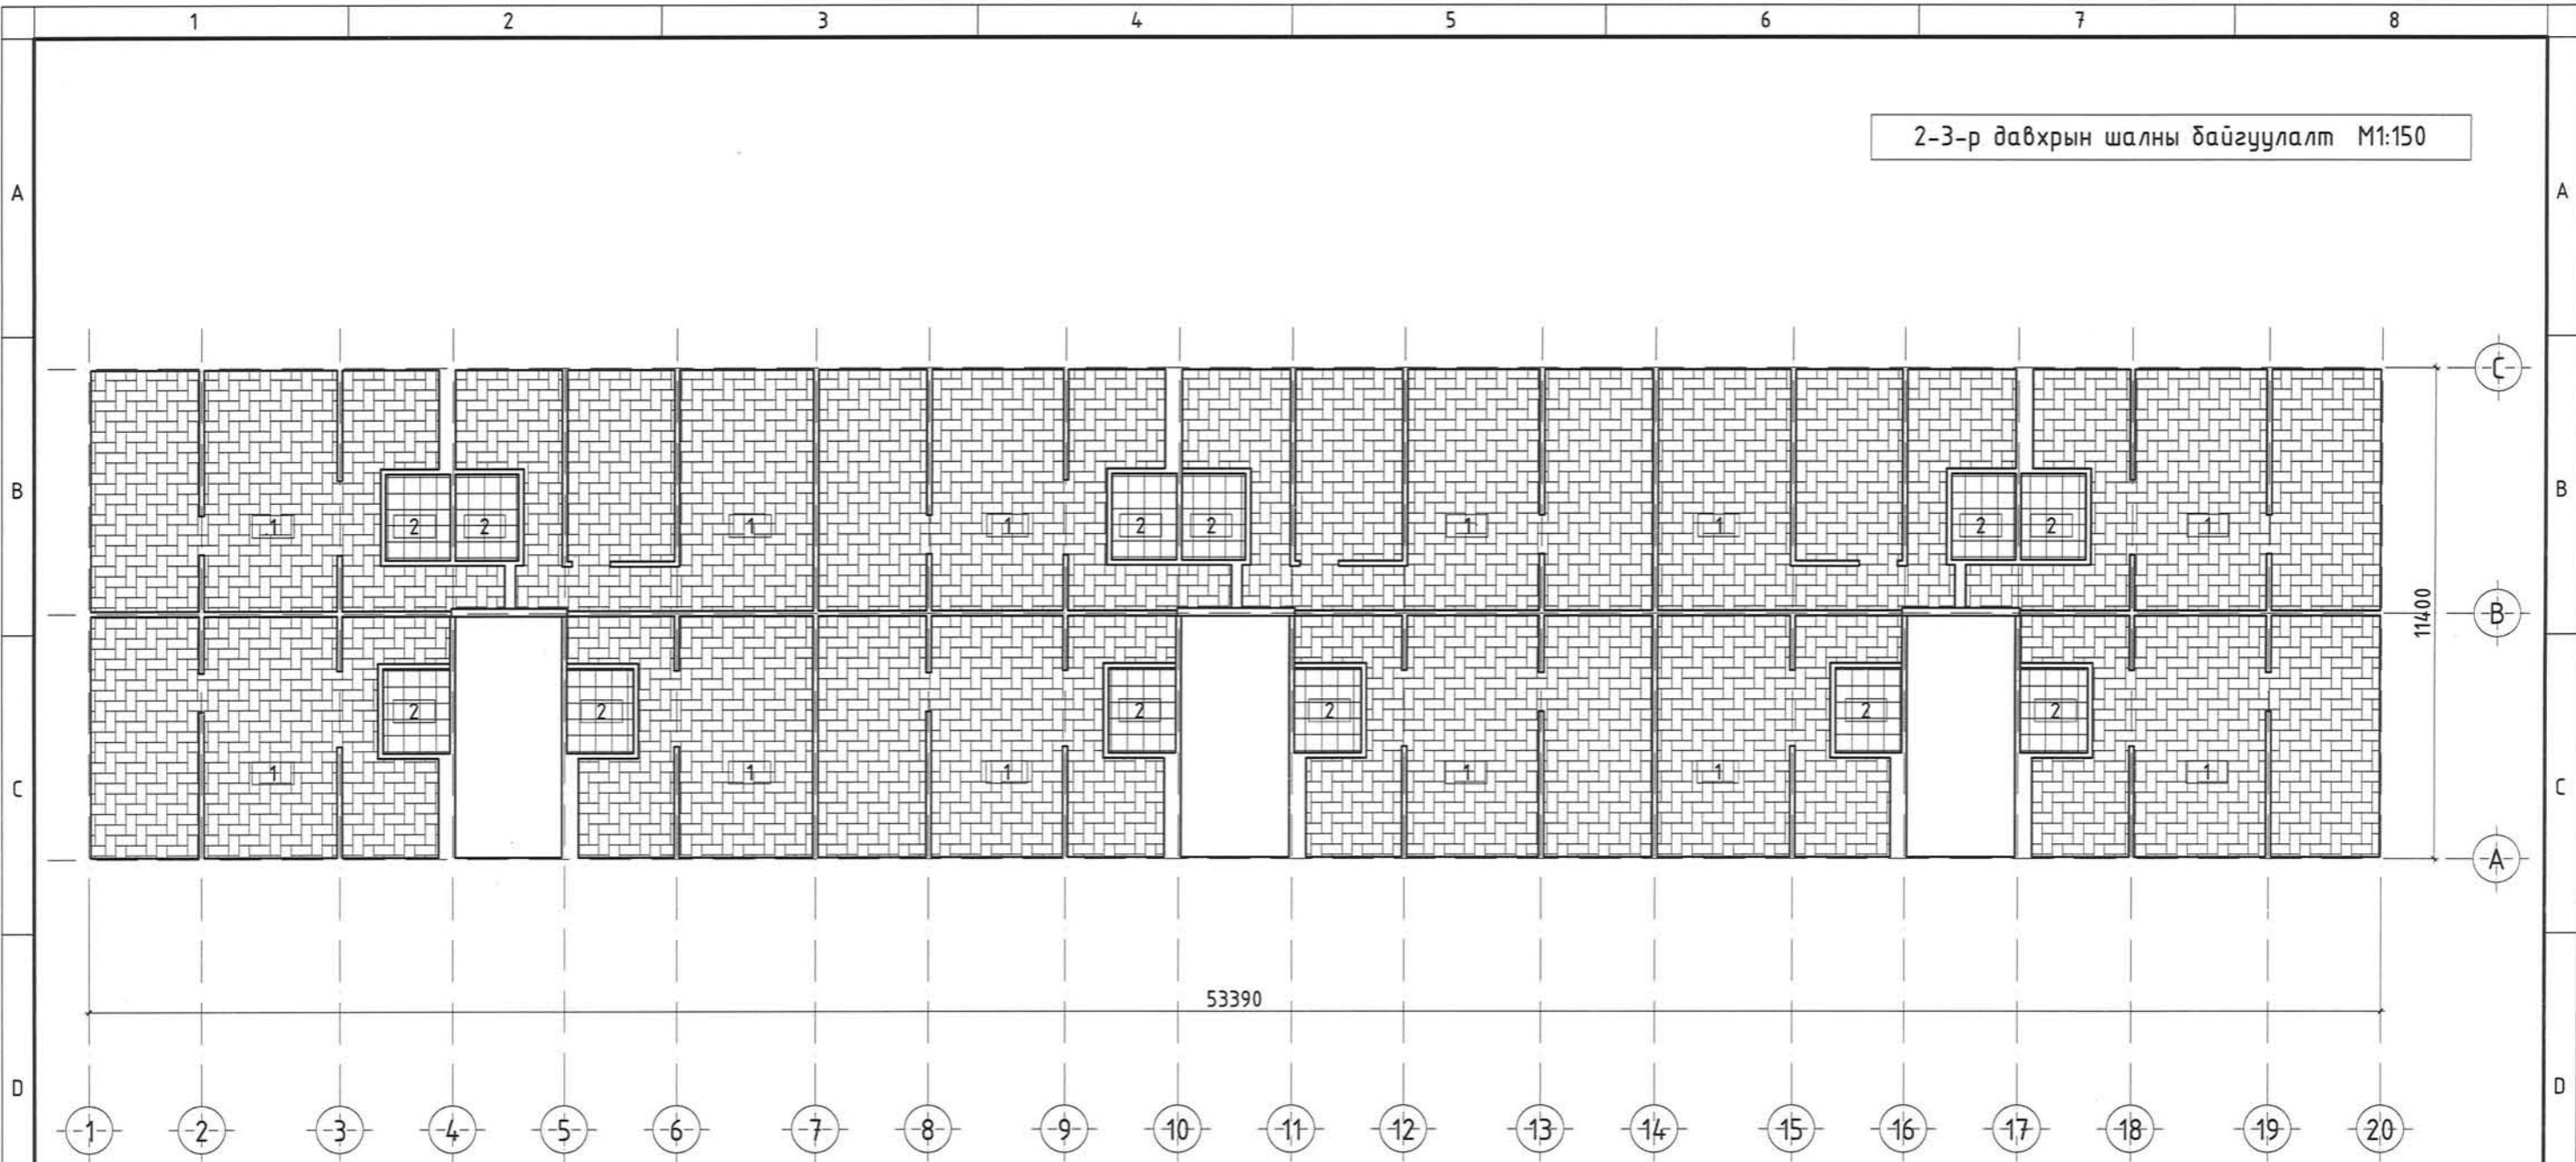 1 2 3 4 5 6 7 8
2-3-р давхрын шалны байгуулалт М1:150
A A
C
B 1 2 2 1 1 2 2 1 1 2 2 1 B
B
11400
2 2 2 2 2 2
C 1 1 1 1 1 1 C
A
53390
D D
1 2 3 4 5 6 7 8 9 10 11 12 13 14 15 16 17 18 19 20